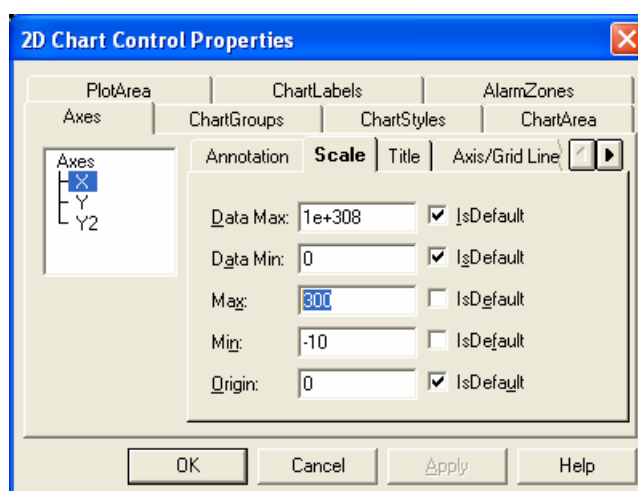 2D Chart Control Properties
PlotArea ChartLabels AlarmZones
Axes ChartGroups ChartStyles ChartArea
Axes
X
Y
Y2
Annotation Scale Title Axis/Grid Line
Data Max: 1e+308 IsDefault
Data Min: 0 IsDefault
Max: 300 IsDefault
Min: -10 IsDefault
Origin: 0 IsDefault
OK Cancel Apply Help